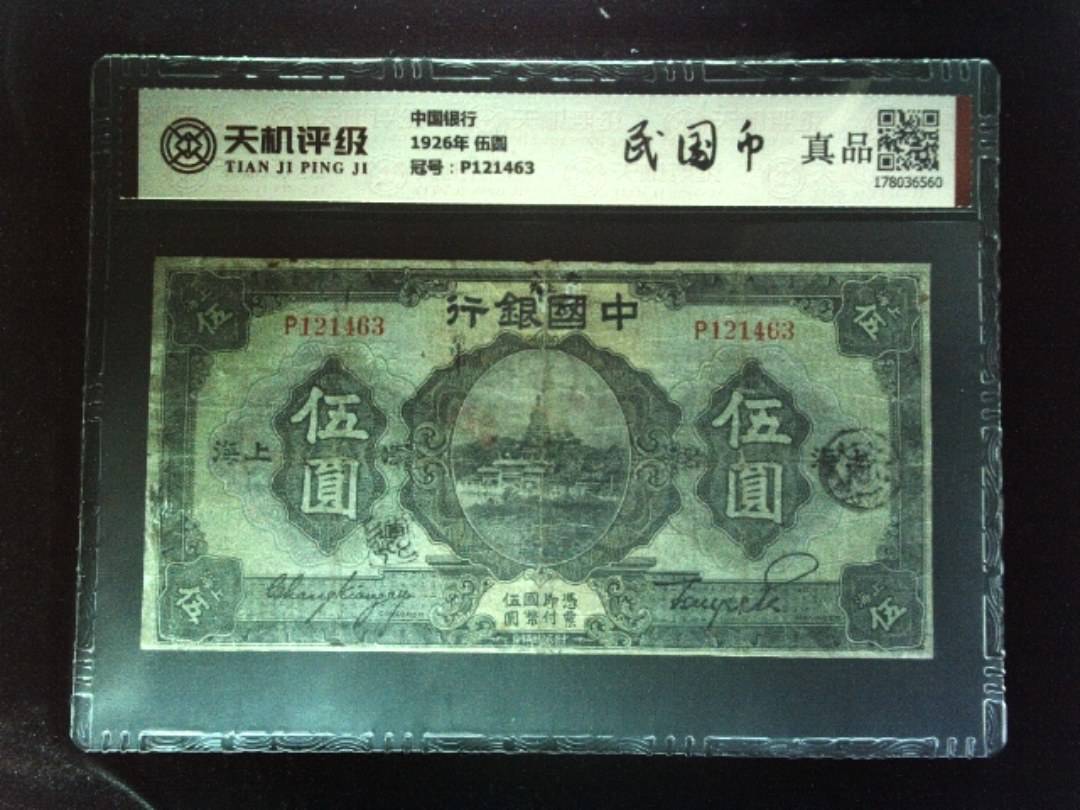 天机评级
TIAN JI PING JI
中国银行
1926年 伍圆
冠号：P121463
民国币
真品
178036560
行銀國中
P121463
P121463
伍
伍
伍圓
伍圓
海上
海上
憑票即付國幣伍圓
伍
伍